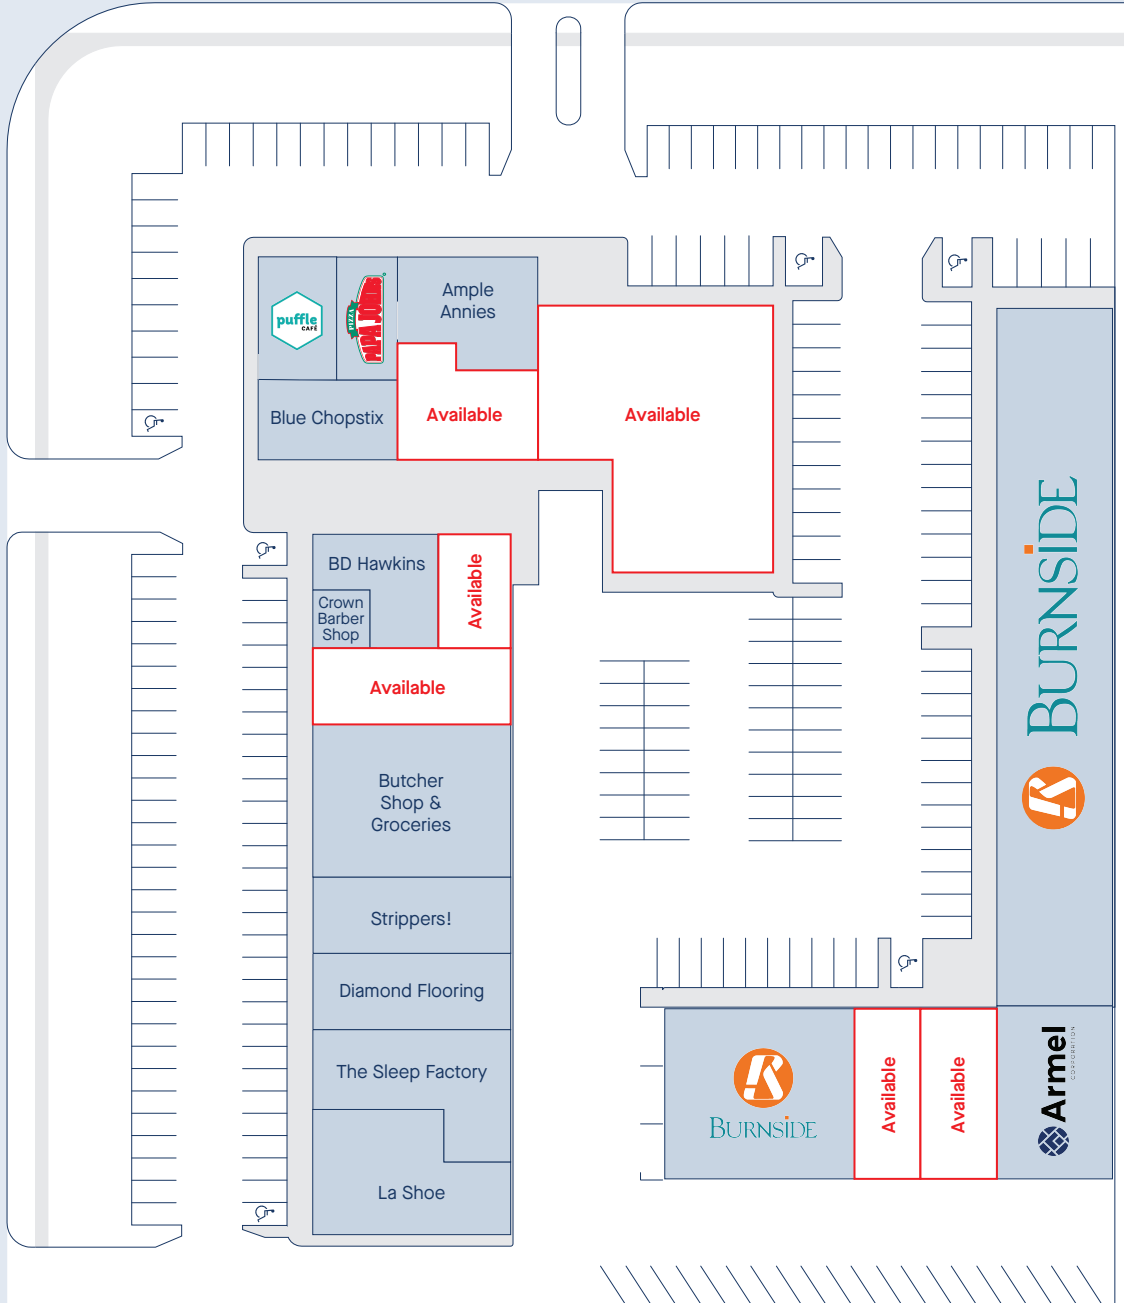 puffle
CAFÉ
PIZZA
PAPA JOHNS
Ample
Annies
Blue Chopstix
Available
Available
BD Hawkins
Available
Crown
Barber
Shop
Available
Butcher
Shop &
Groceries
Strippers!
Diamond Flooring
The Sleep Factory
La Shoe
BURNSIDE
BURNSIDE
Available
Available
Armel
CORPORATION